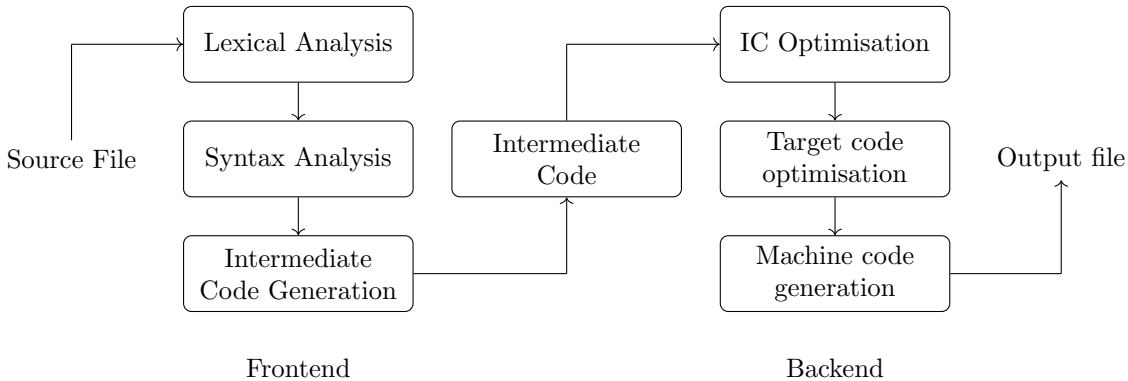 Source File
Lexical Analysis
Syntax Analysis
Intermediate
Code Generation
Frontend
Intermediate
Code
IC Optimisation
Target code
optimisation
Machine code
generation
Backend
Output file